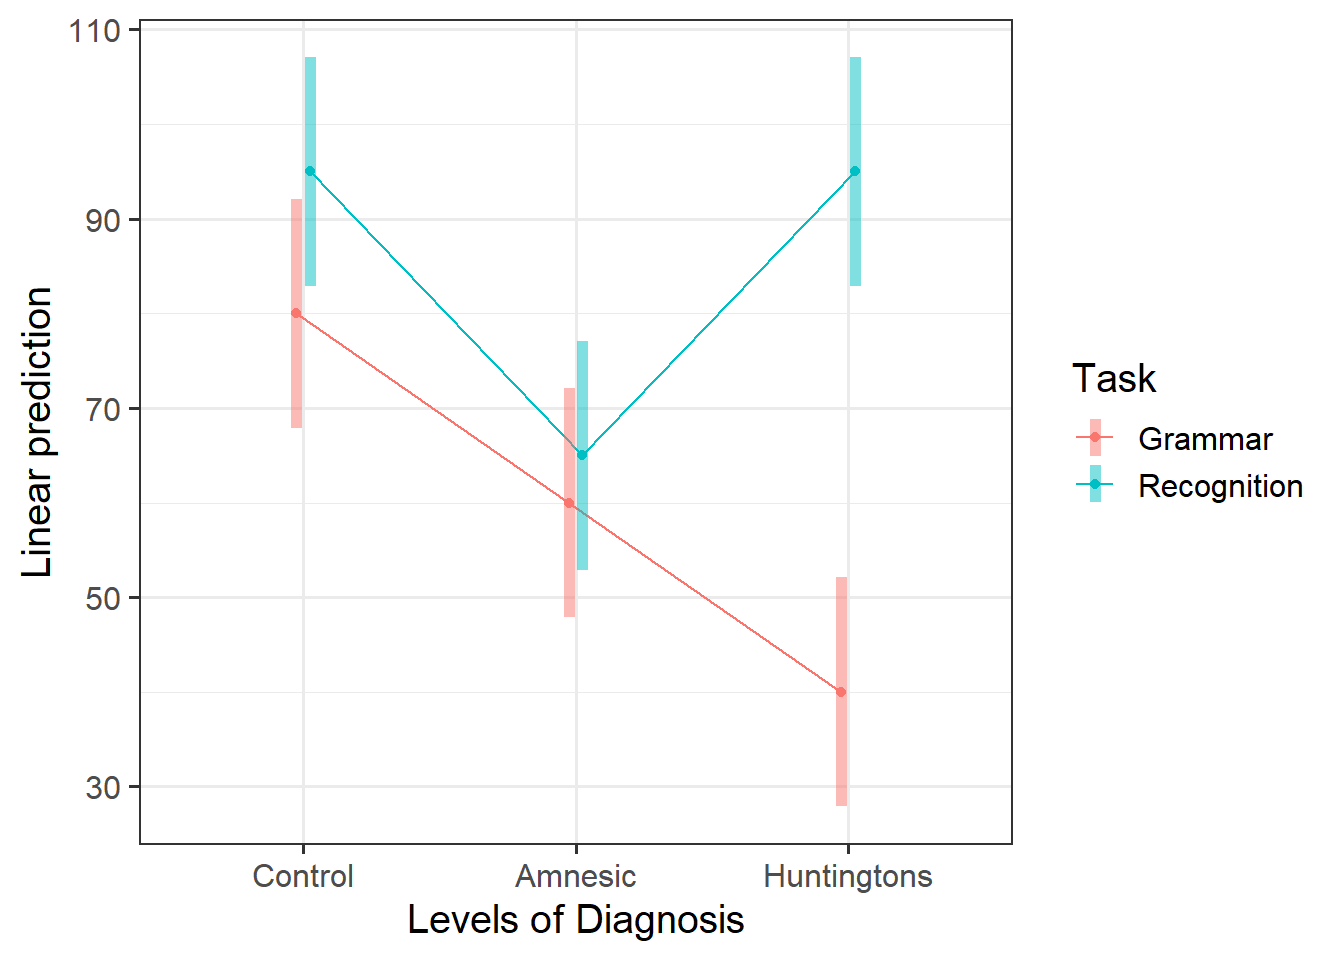 110
90
70
50
30
Linear prediction
Control Amnesic Huntingtons
Levels of Diagnosis
Task
Grammar
Recognition